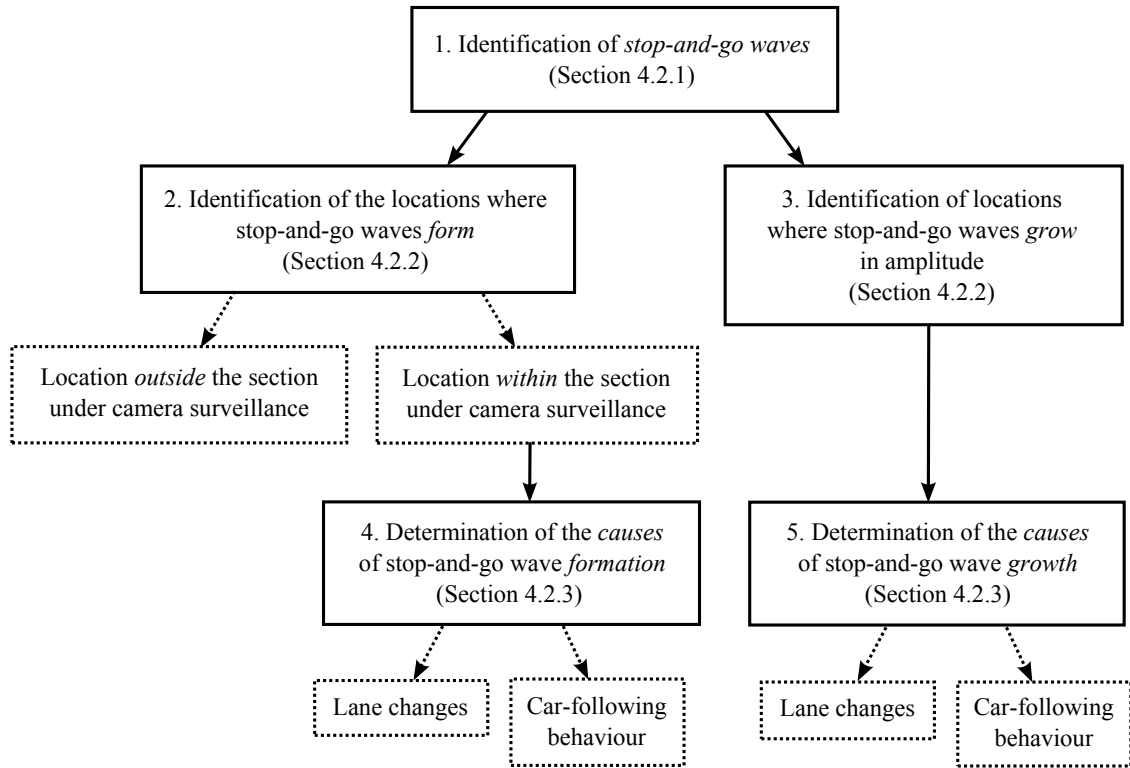 1. Identification of stop-and-go waves
(Section 4.2.1)
2. Identification of the locations where
stop-and-go waves form
(Section 4.2.2)
3. Identification of locations
where stop-and-go waves grow
in amplitude
(Section 4.2.2)
Location outside the section
under camera surveillance
Location within the section
under camera surveillance
4. Determination of the causes
of stop-and-go wave formation
(Section 4.2.3)
5. Determination of the causes
of stop-and-go wave growth
(Section 4.2.3)
Lane changes
Car-following
behaviour
Lane changes
Car-following
behaviour